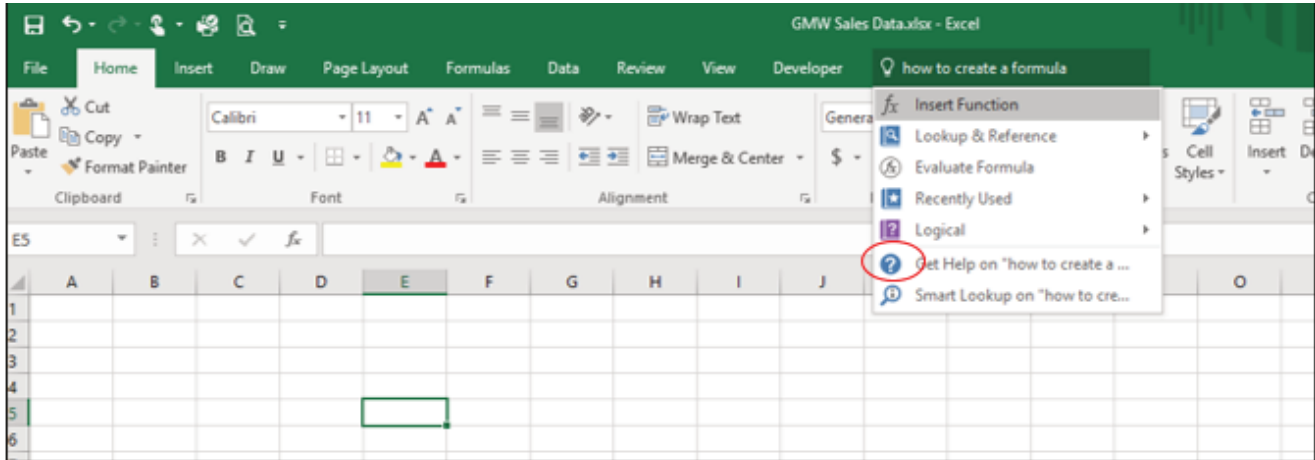 GMW Sales Data.xlsx - Excel
File Home Insert Draw Page Layout Formulas Data Review View Developer how to create a formula
Cut
Copy
Paste
Format Painter
Clipboard
Calibri 11 A A
B I U A
Font
Wrap Text
Merge & Center
Alignment
Genera
$
Insert Function
Lookup & Reference
Evaluate Formula
Recently Used
Logical
Get Help on "how to create a ...
Smart Lookup on "how to cre...
s Cell Styles
Insert
E5 fx
A B C D E F G H I J O
1
2
3
4
5
6